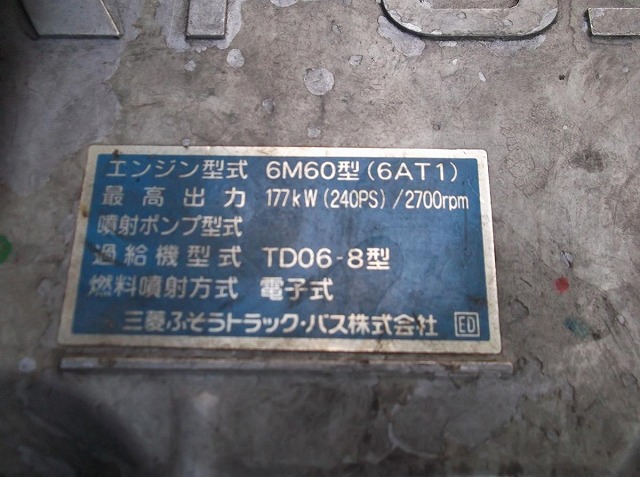 エンジン型式 6M60型(6AT1)
最高出力 177kW(240PS)/2700rpm
噴射ポンプ型式
過給機型式 TD06-8型
燃料噴射方式 電子式
三菱ふそうトラック・バス株式会社 ED